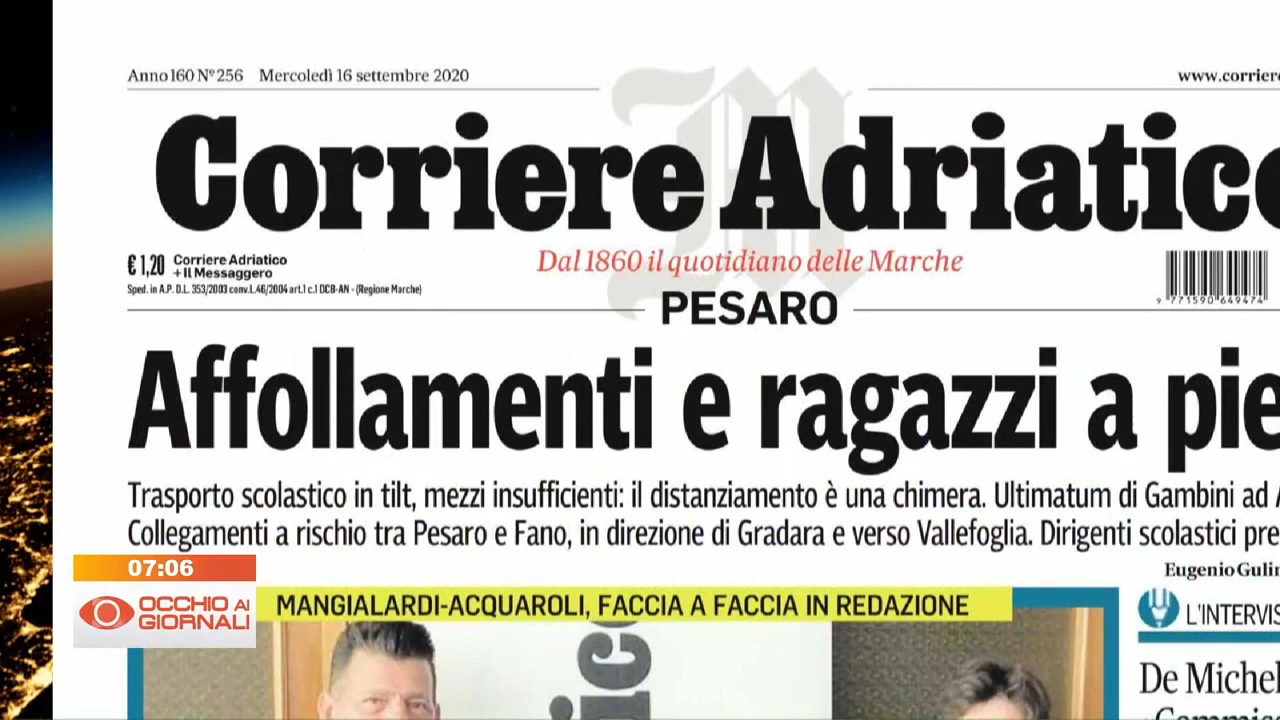 Anno 160 N° 256 Mercoledì 16 settembre 2020
www.corriere
Corriere Adriatico
€ 1,20 Corriere Adriatico
+ Il Messaggero
Dal 1860 il quotidiano delle Marche
Sped. in A.P. D.L. 353/2003 conv.L.46/2004 art.1 c.1 DCB-AN - (Regione Marche)
9 771590 649474
PESARO
Affollamenti e ragazzi a pie
Trasporto scolastico in tilt, mezzi insufficienti: il distanziamento è una chimera. Ultimatum di Gambini ad A
Collegamenti a rischio tra Pesaro e Fano, in direzione di Gradara e verso Vallefoglia. Dirigenti scolastici pre
07:06
OCCHIO AI
GIORNALI
Eugenio Gulin
MANGIALARDI-ACQUAROLI, FACCIA A FACCIA IN REDAZIONE
L'INTERVIS
De Michel